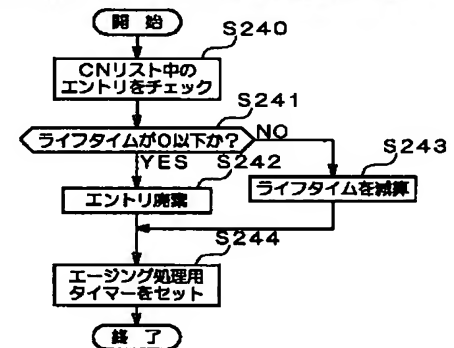 開 始
S240
CNリスト中の
エントリをチェック
S241
ライフタイムが0以下か?
NO
YES
S242
S243
エントリ廃棄
ライフタイムを減算
S244
エージング処理用
タイマーをセット
終 了